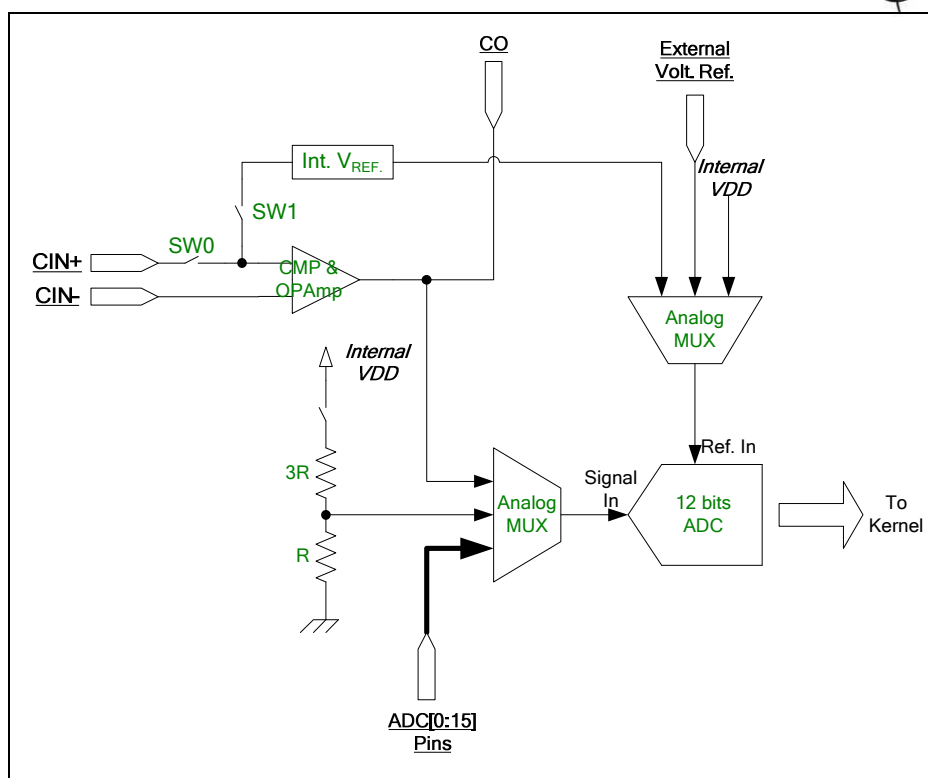 CO
External
Volt. Ref.
Int. VREF.
Internal
VDD
SW1
SW0
CIN+
CIN-
CMP &
OPAmp
Analog
MUX
Internal
VDD
Ref. In
3R
Signal
In
Analog
MUX
12 bits
ADC
To
Kernel
R
ADC[0:15]
Pins